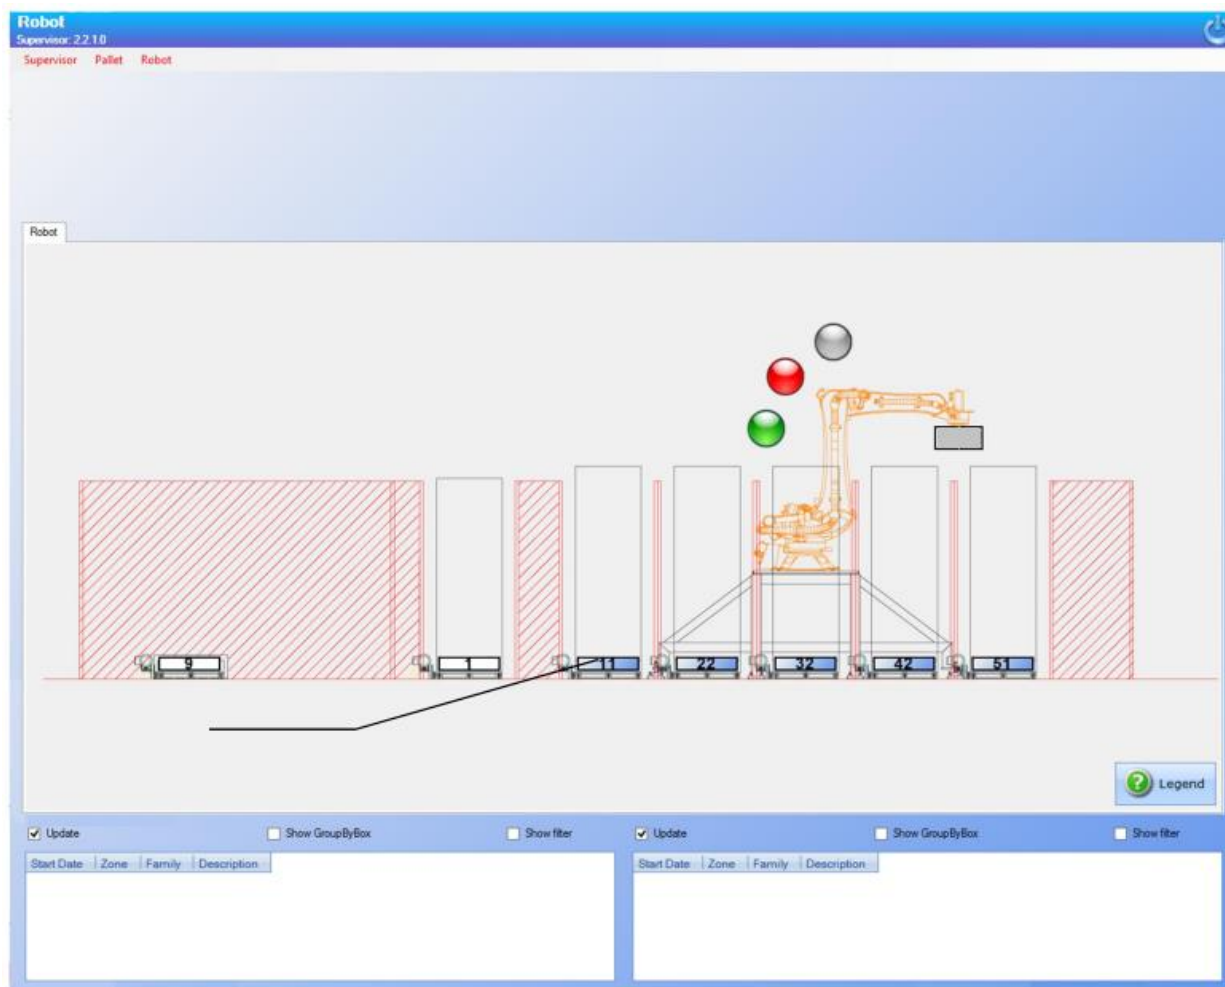 Robot
Supervisor: 2.2.1.0
Supervisor Pallet Robot
Robot
9 1 11 22 32 42 51
Legend
Update Show GroupByBox Show filter Update Show GroupByBox Show filter
Start Date Zone Family Description Start Date Zone Family Description